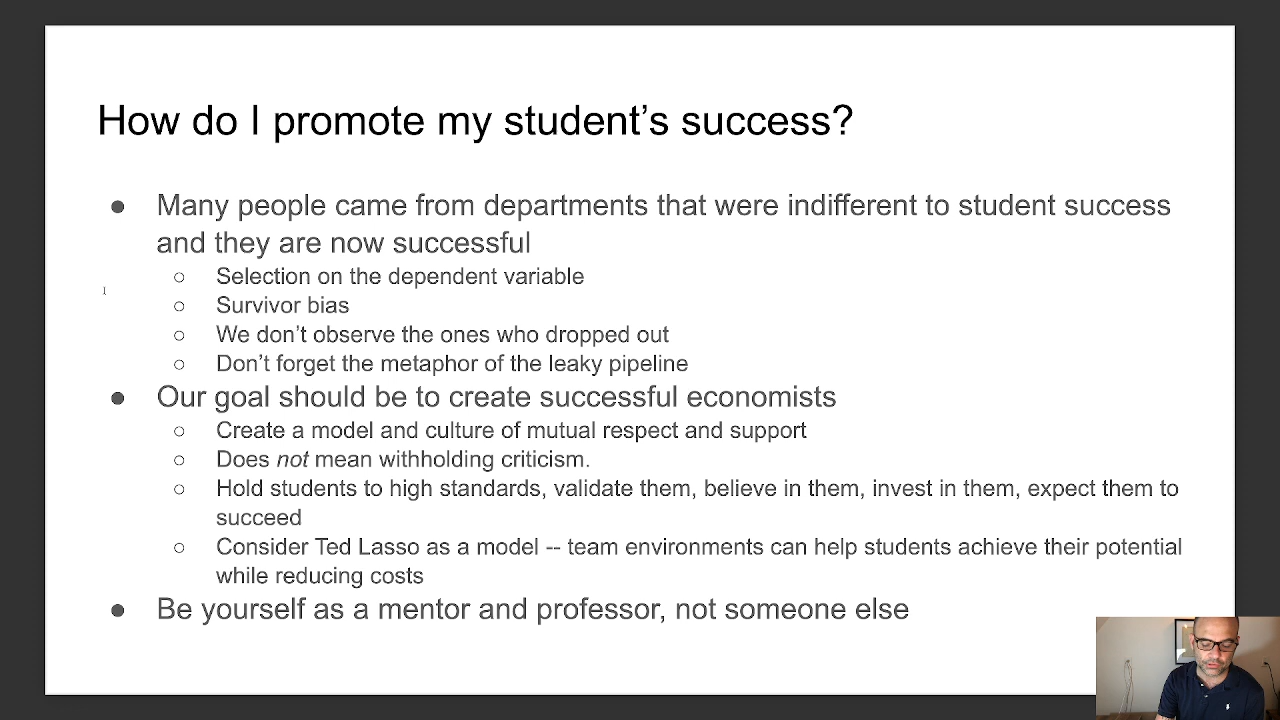 How do I promote my student’s success?
● Many people came from departments that were indifferent to student success
and they are now successful
○ Selection on the dependent variable
○ Survivor bias
○ We don’t observe the ones who dropped out
○ Don’t forget the metaphor of the leaky pipeline
● Our goal should be to create successful economists
○ Create a model and culture of mutual respect and support
○ Does not mean withholding criticism.
○ Hold students to high standards, validate them, believe in them, invest in them, expect them to
succeed
○ Consider Ted Lasso as a model -- team environments can help students achieve their potential
while reducing costs
● Be yourself as a mentor and professor, not someone else